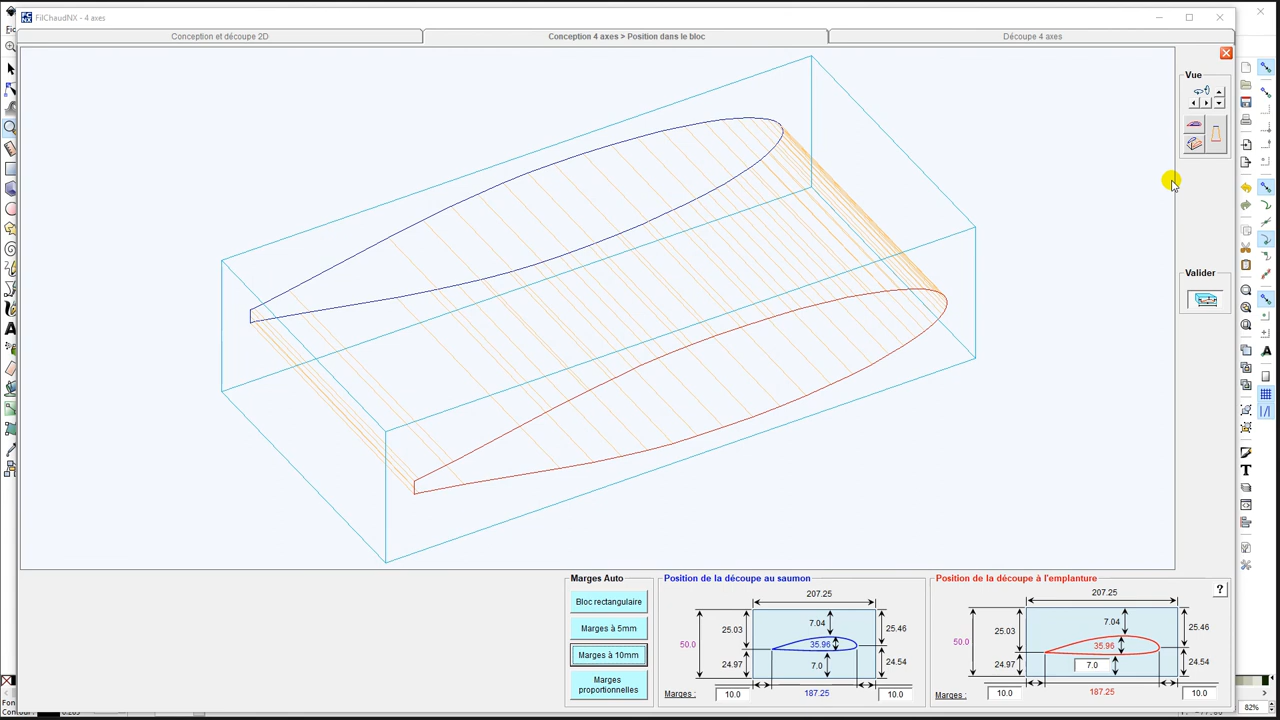 FilChaudNX - 4 axes
Conception et découpe 2D
Conception 4 axes > Position dans le bloc
Découpe 4 axes
Vue
Valider
Marges Auto
Bloc rectangulaire
Marges à 5mm
Marges à 10mm
Marges
proportionnelles
Position de la découpe au saumon
207.25
25.03
7.04
25.46
50.0
35.96
24.97
7.0
24.54
Marges :
10.0
187.25
10.0
Position de la découpe à l'emplanture
?
207.25
25.03
7.04
25.46
50.0
35.96
24.97
7.0
24.54
Marges :
10.0
187.25
10.0
Contour :
82%